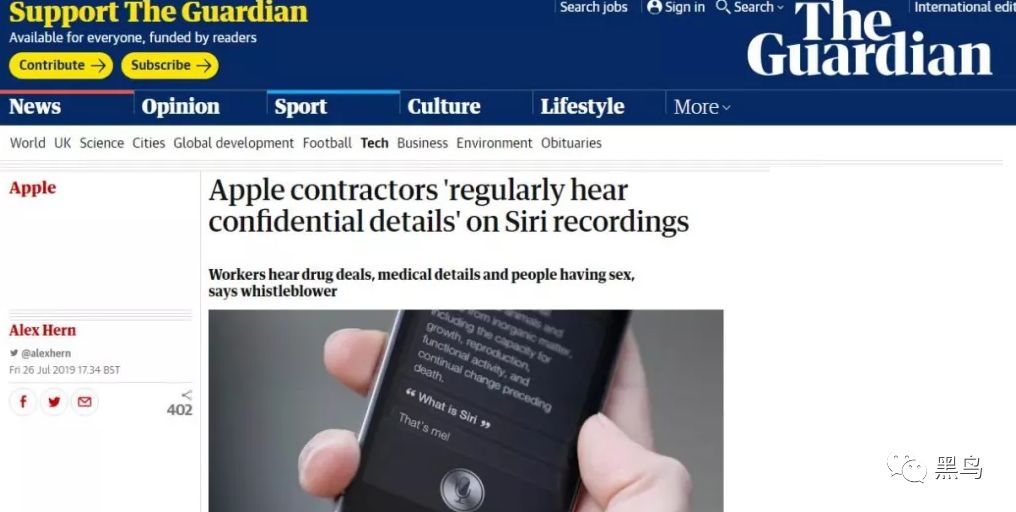 Support The Guardian
Available for everyone, funded by readers
Contribute →
Subscribe →
Search jobs
Sign in
Search
International edit
The
Guardian
News
Opinion
Sport
Culture
Lifestyle
More
World UK Science Cities Global development Football Tech Business Environment Obituaries
Apple
Apple contractors 'regularly hear
confidential details' on Siri recordings
Workers hear drug deals, medical details and people having sex,
says whistleblower
Alex Hern
@alexhern
Fri 26 Jul 2019 17.34 BST
402
animals and
from inorganic matter,
including the capacity for
growth, reproduction,
functional activity, and
continual change preceding
death.
“ What is Siri ”
That's me!
黑鸟